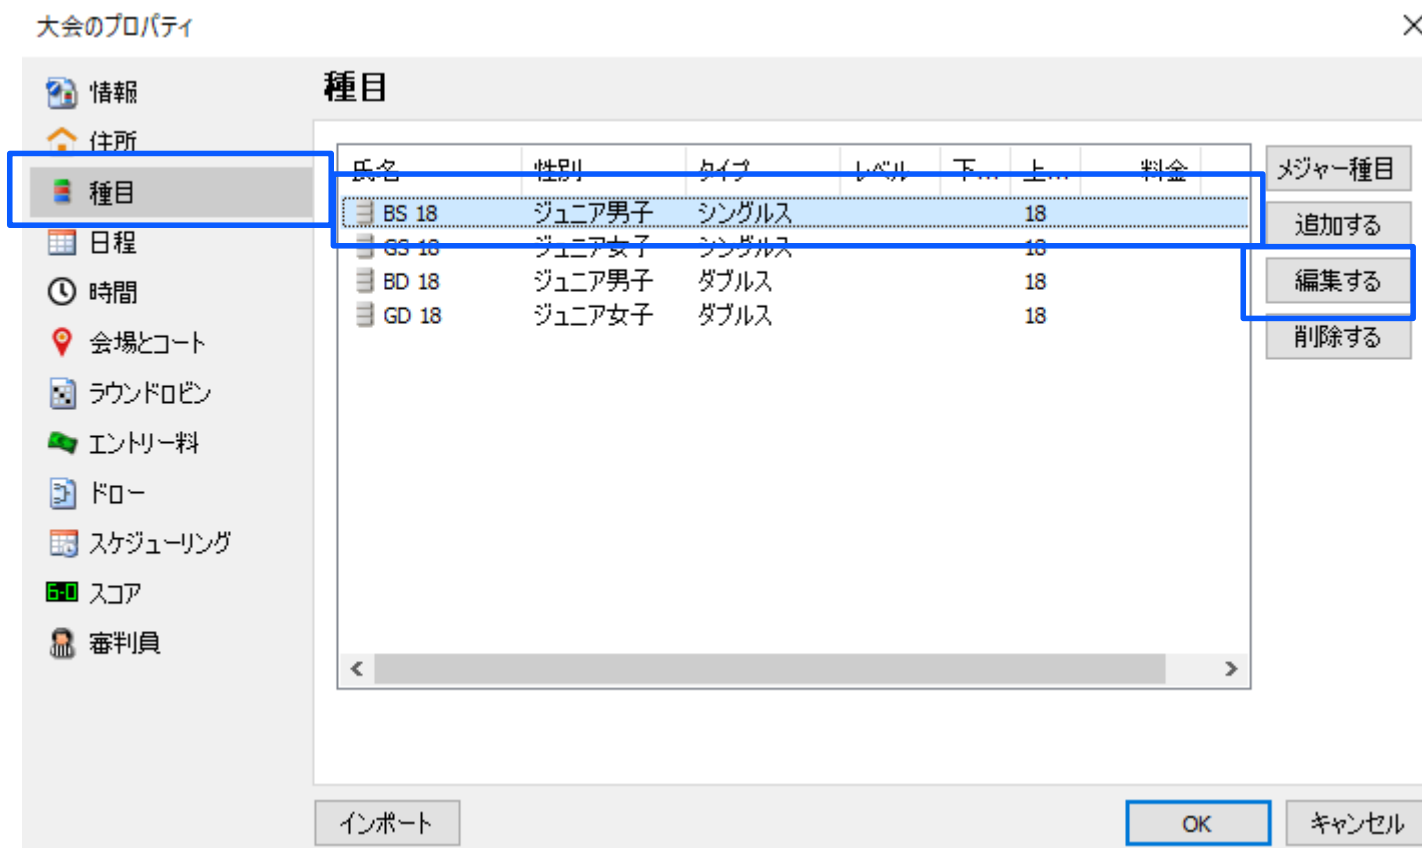 大会のプロパティ
情報
住所
種目
日程
時間
会場とコート
ラウンドロビン
エントリー料
ドロー
スケジューリング
6-0 スコア
審判員
種目
氏名 性別 タイプ レベル 下... 上... 料金
BS 18 ジュニア男子 シングルス 18
GS 18 ジュニア女子 シングルス 18
BD 18 ジュニア男子 ダブルス 18
GD 18 ジュニア女子 ダブルス 18
メジャー種目
追加する
編集する
削除する
インポート
OK
キャンセル